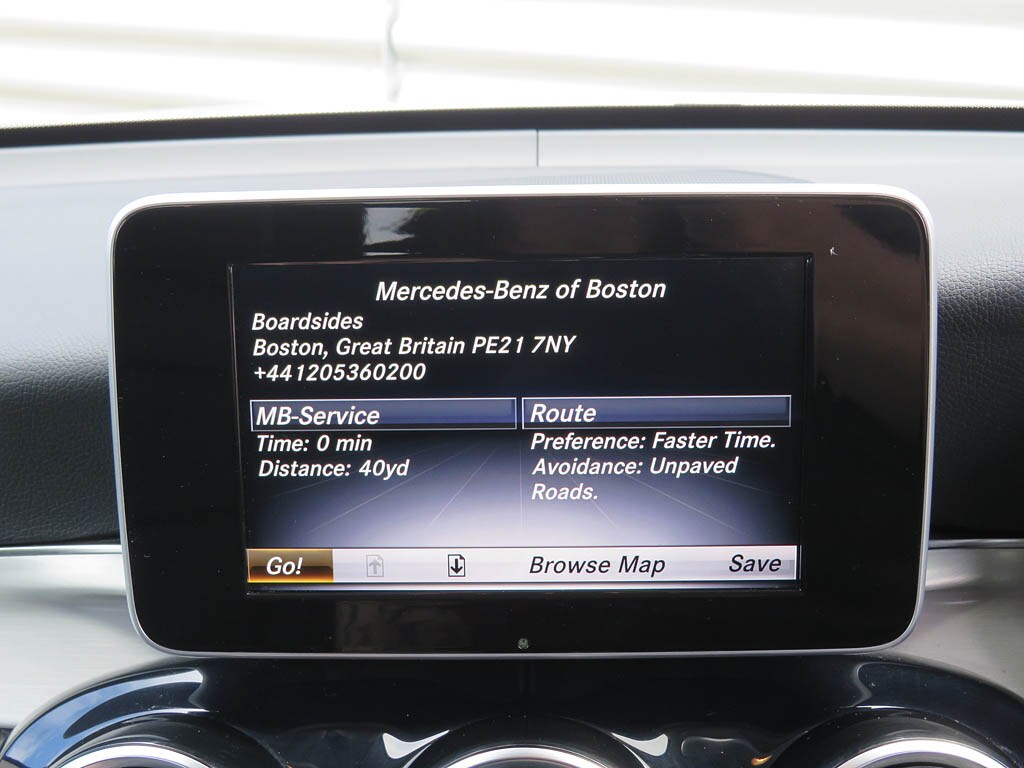 Mercedes-Benz of Boston
Boardsides
Boston, Great Britain PE21 7NY
+441205360200
MB-Service
Time: 0 min
Distance: 40yd
Route
Preference: Faster Time.
Avoidance: Unpaved
Roads.
Go! Browse Map Save